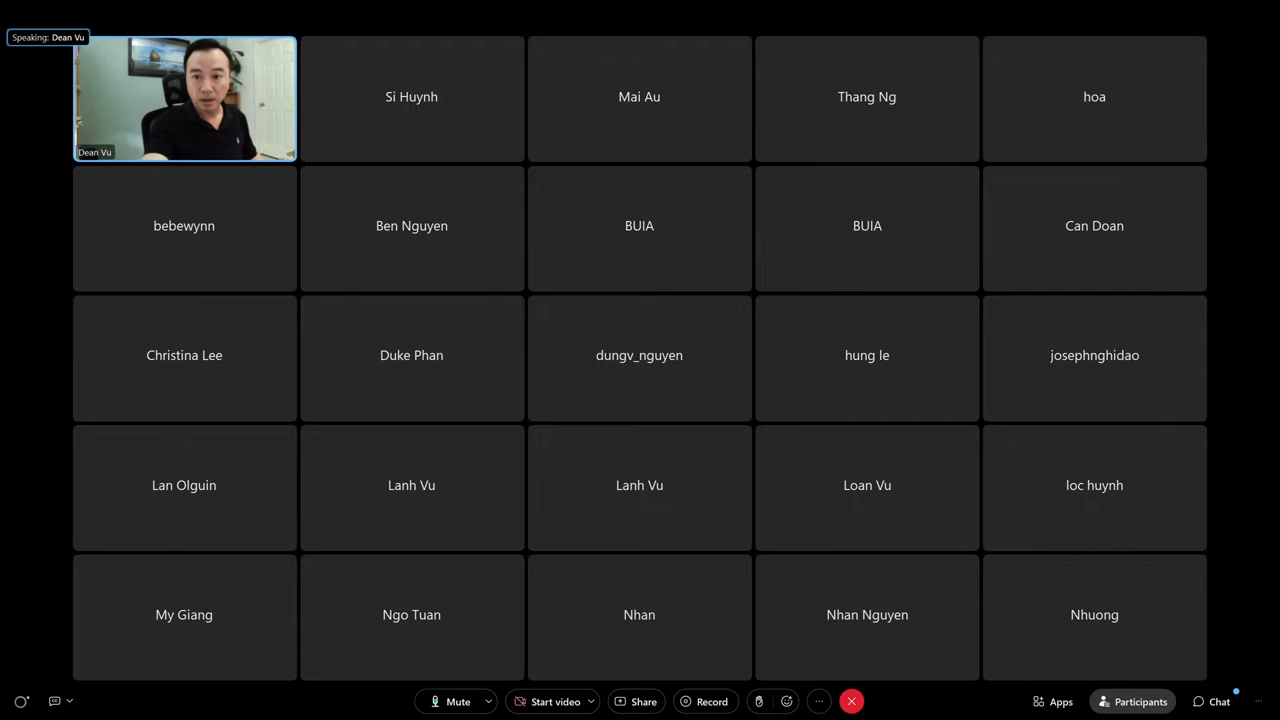 Speaking: Dean Vu
Dean Vu
Si Huynh
Mai Au
Thang Ng
hoa
bebewynn
Ben Nguyen
BUIA
BUIA
Can Doan
Christina Lee
Duke Phan
dungv_nguyen
hung le
josephnghidao
Lan Olguin
Lanh Vu
Lanh Vu
Loan Vu
loc huynh
My Giang
Ngo Tuan
Nhan
Nhan Nguyen
Nhuong
Mute
Start video
Share
Record
Apps
Participants
Chat